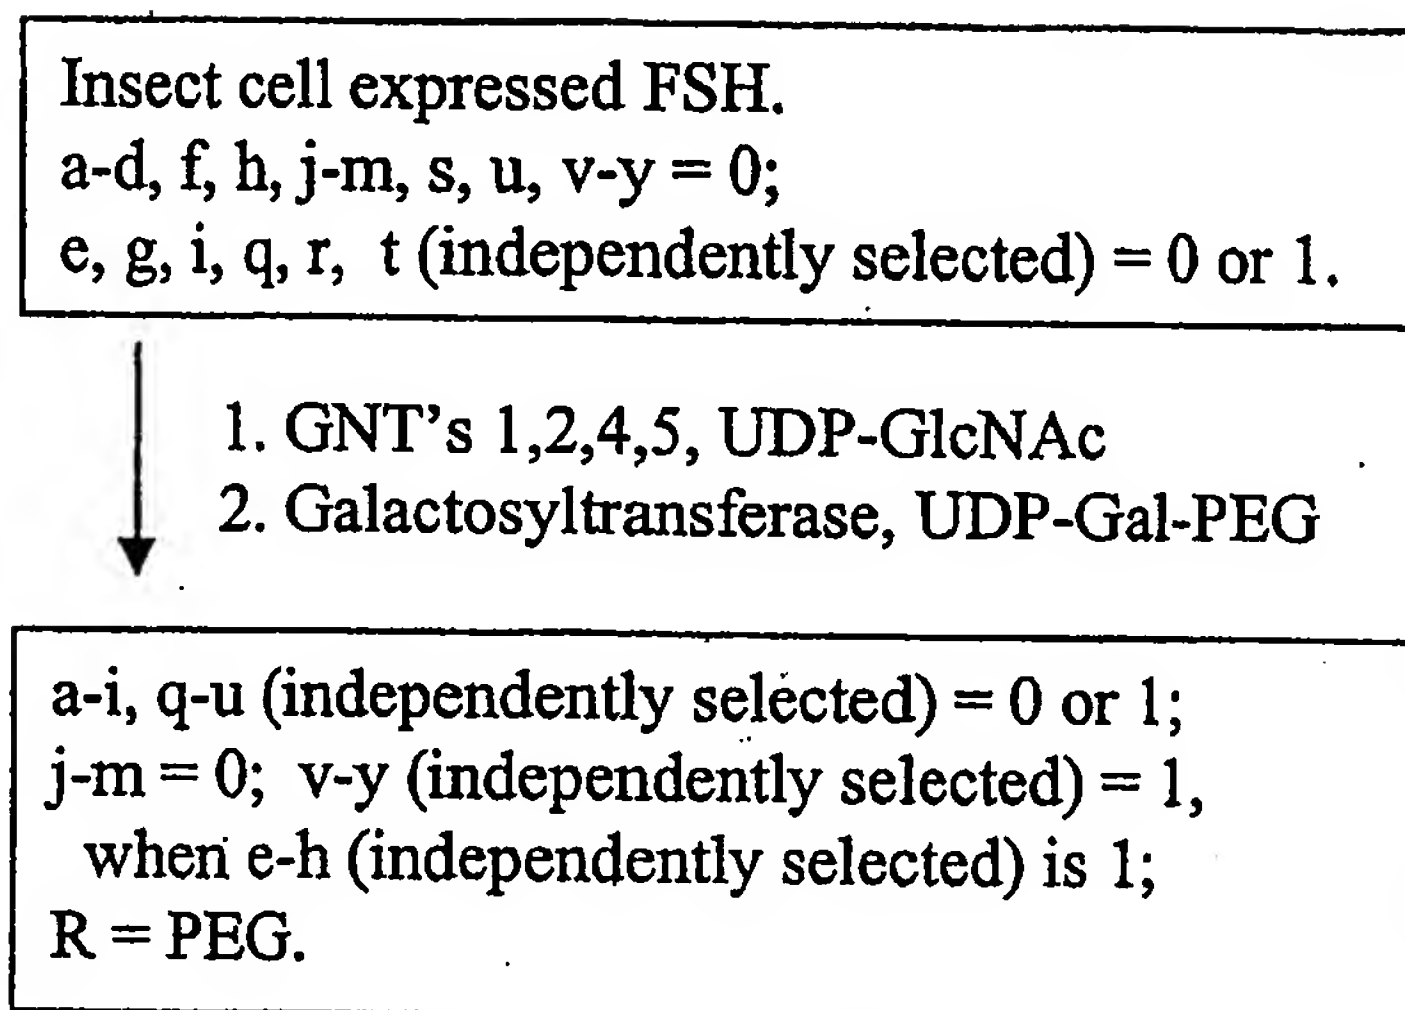 Insect cell expressed FSH.
a-d, f, h, j-m, s, u, v-y = 0;
e, g, i, q, r, t (independently selected) = 0 or 1.
1. GNT's 1,2,4,5, UDP-GlcNAc
2. Galactosyltransferase, UDP-Gal-PEG
a-i, q-u (independently selected) = 0 or 1;
j-m = 0; v-y (independently selected) = 1,
when e-h (independently selected) is 1;
R = PEG.